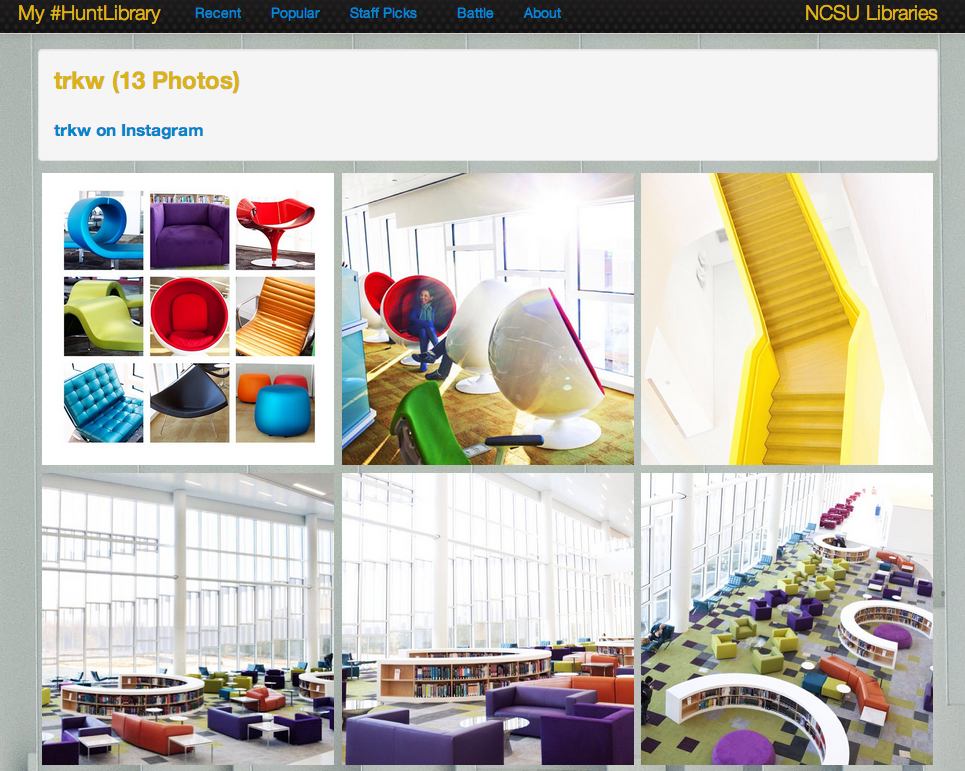 My #HuntLibrary Recent Popular Staff Picks Battle About NCSU Libraries
trkw (13 Photos)
trkw on Instagram